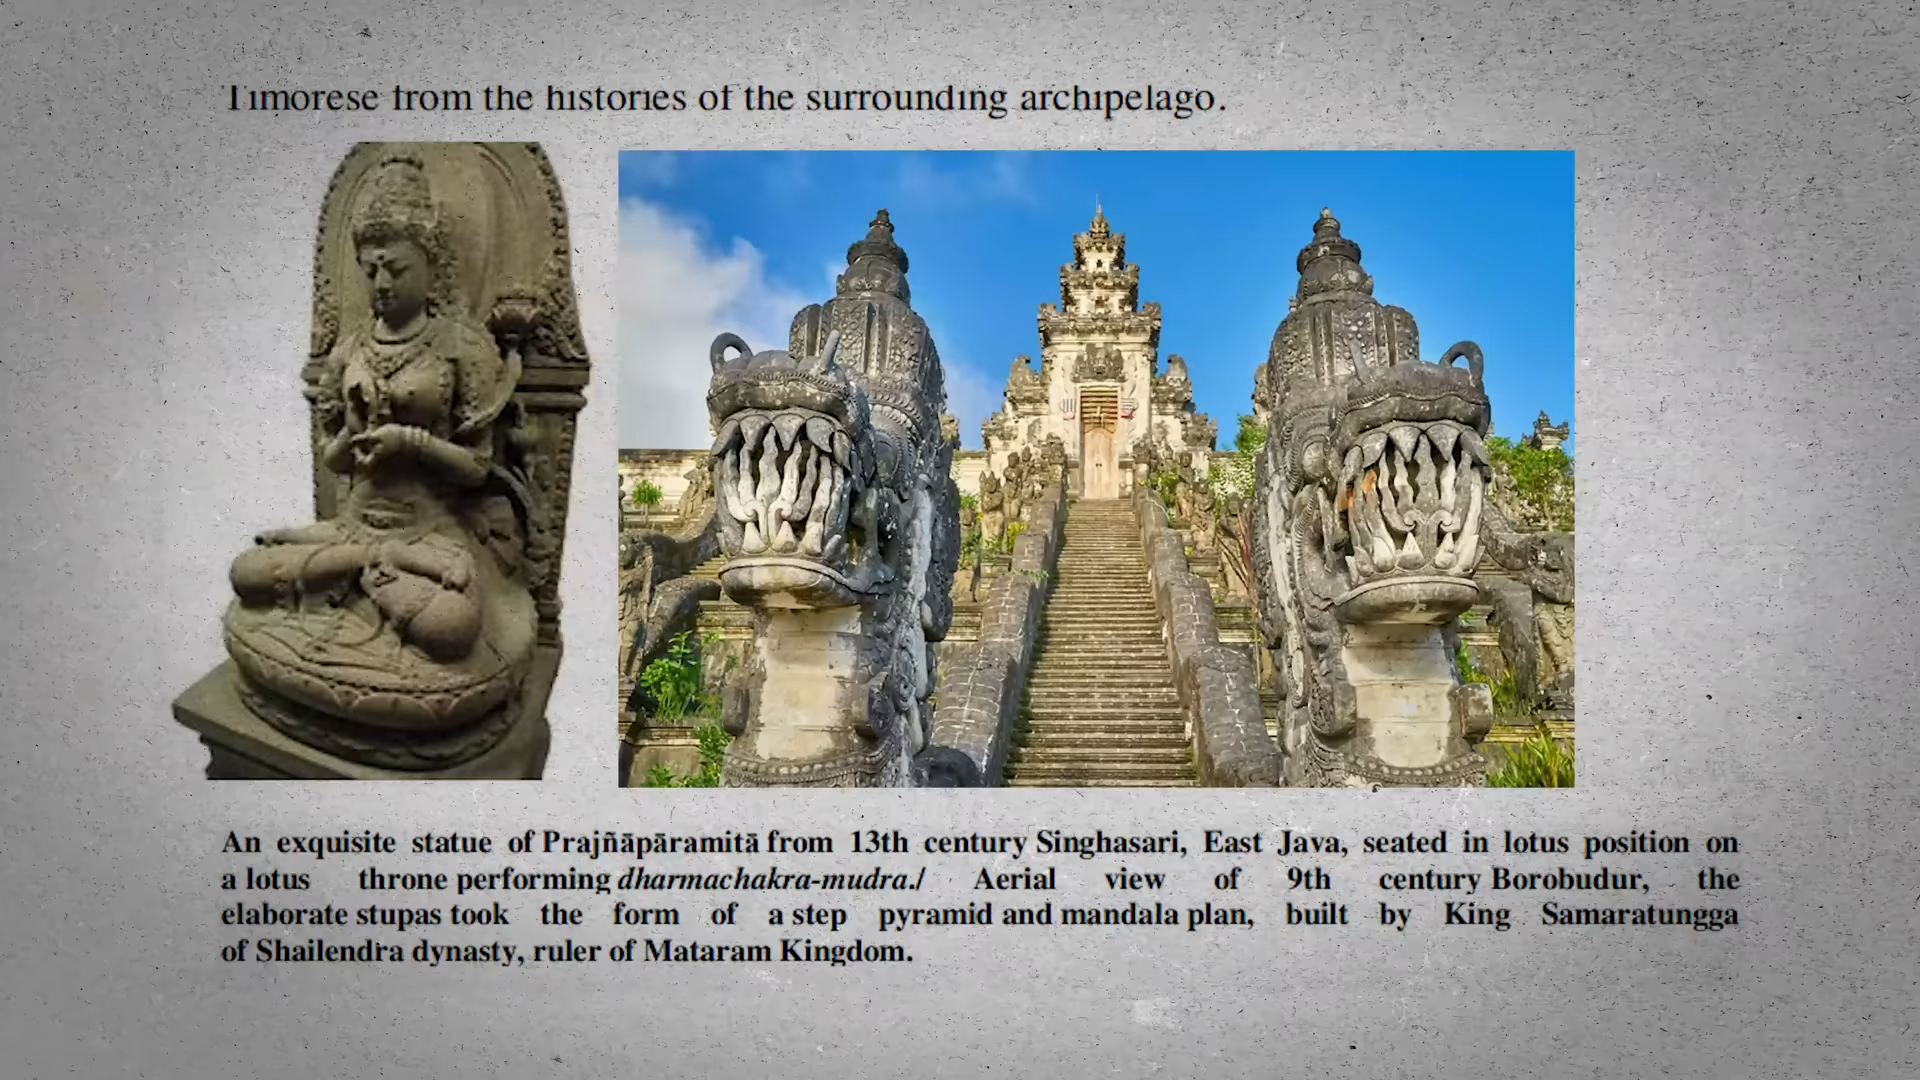 Timorese from the histories of the surrounding archipelago.
An exquisite statue of Prajñāpāramitā from 13th century Singhasari, East Java, seated in lotus position on
a lotus throne performing dharmachakra-mudra./ Aerial view of 9th century Borobudur, the
elaborate stupas took the form of a step pyramid and mandala plan, built by King Samaratungga
of Shailendra dynasty, ruler of Mataram Kingdom.